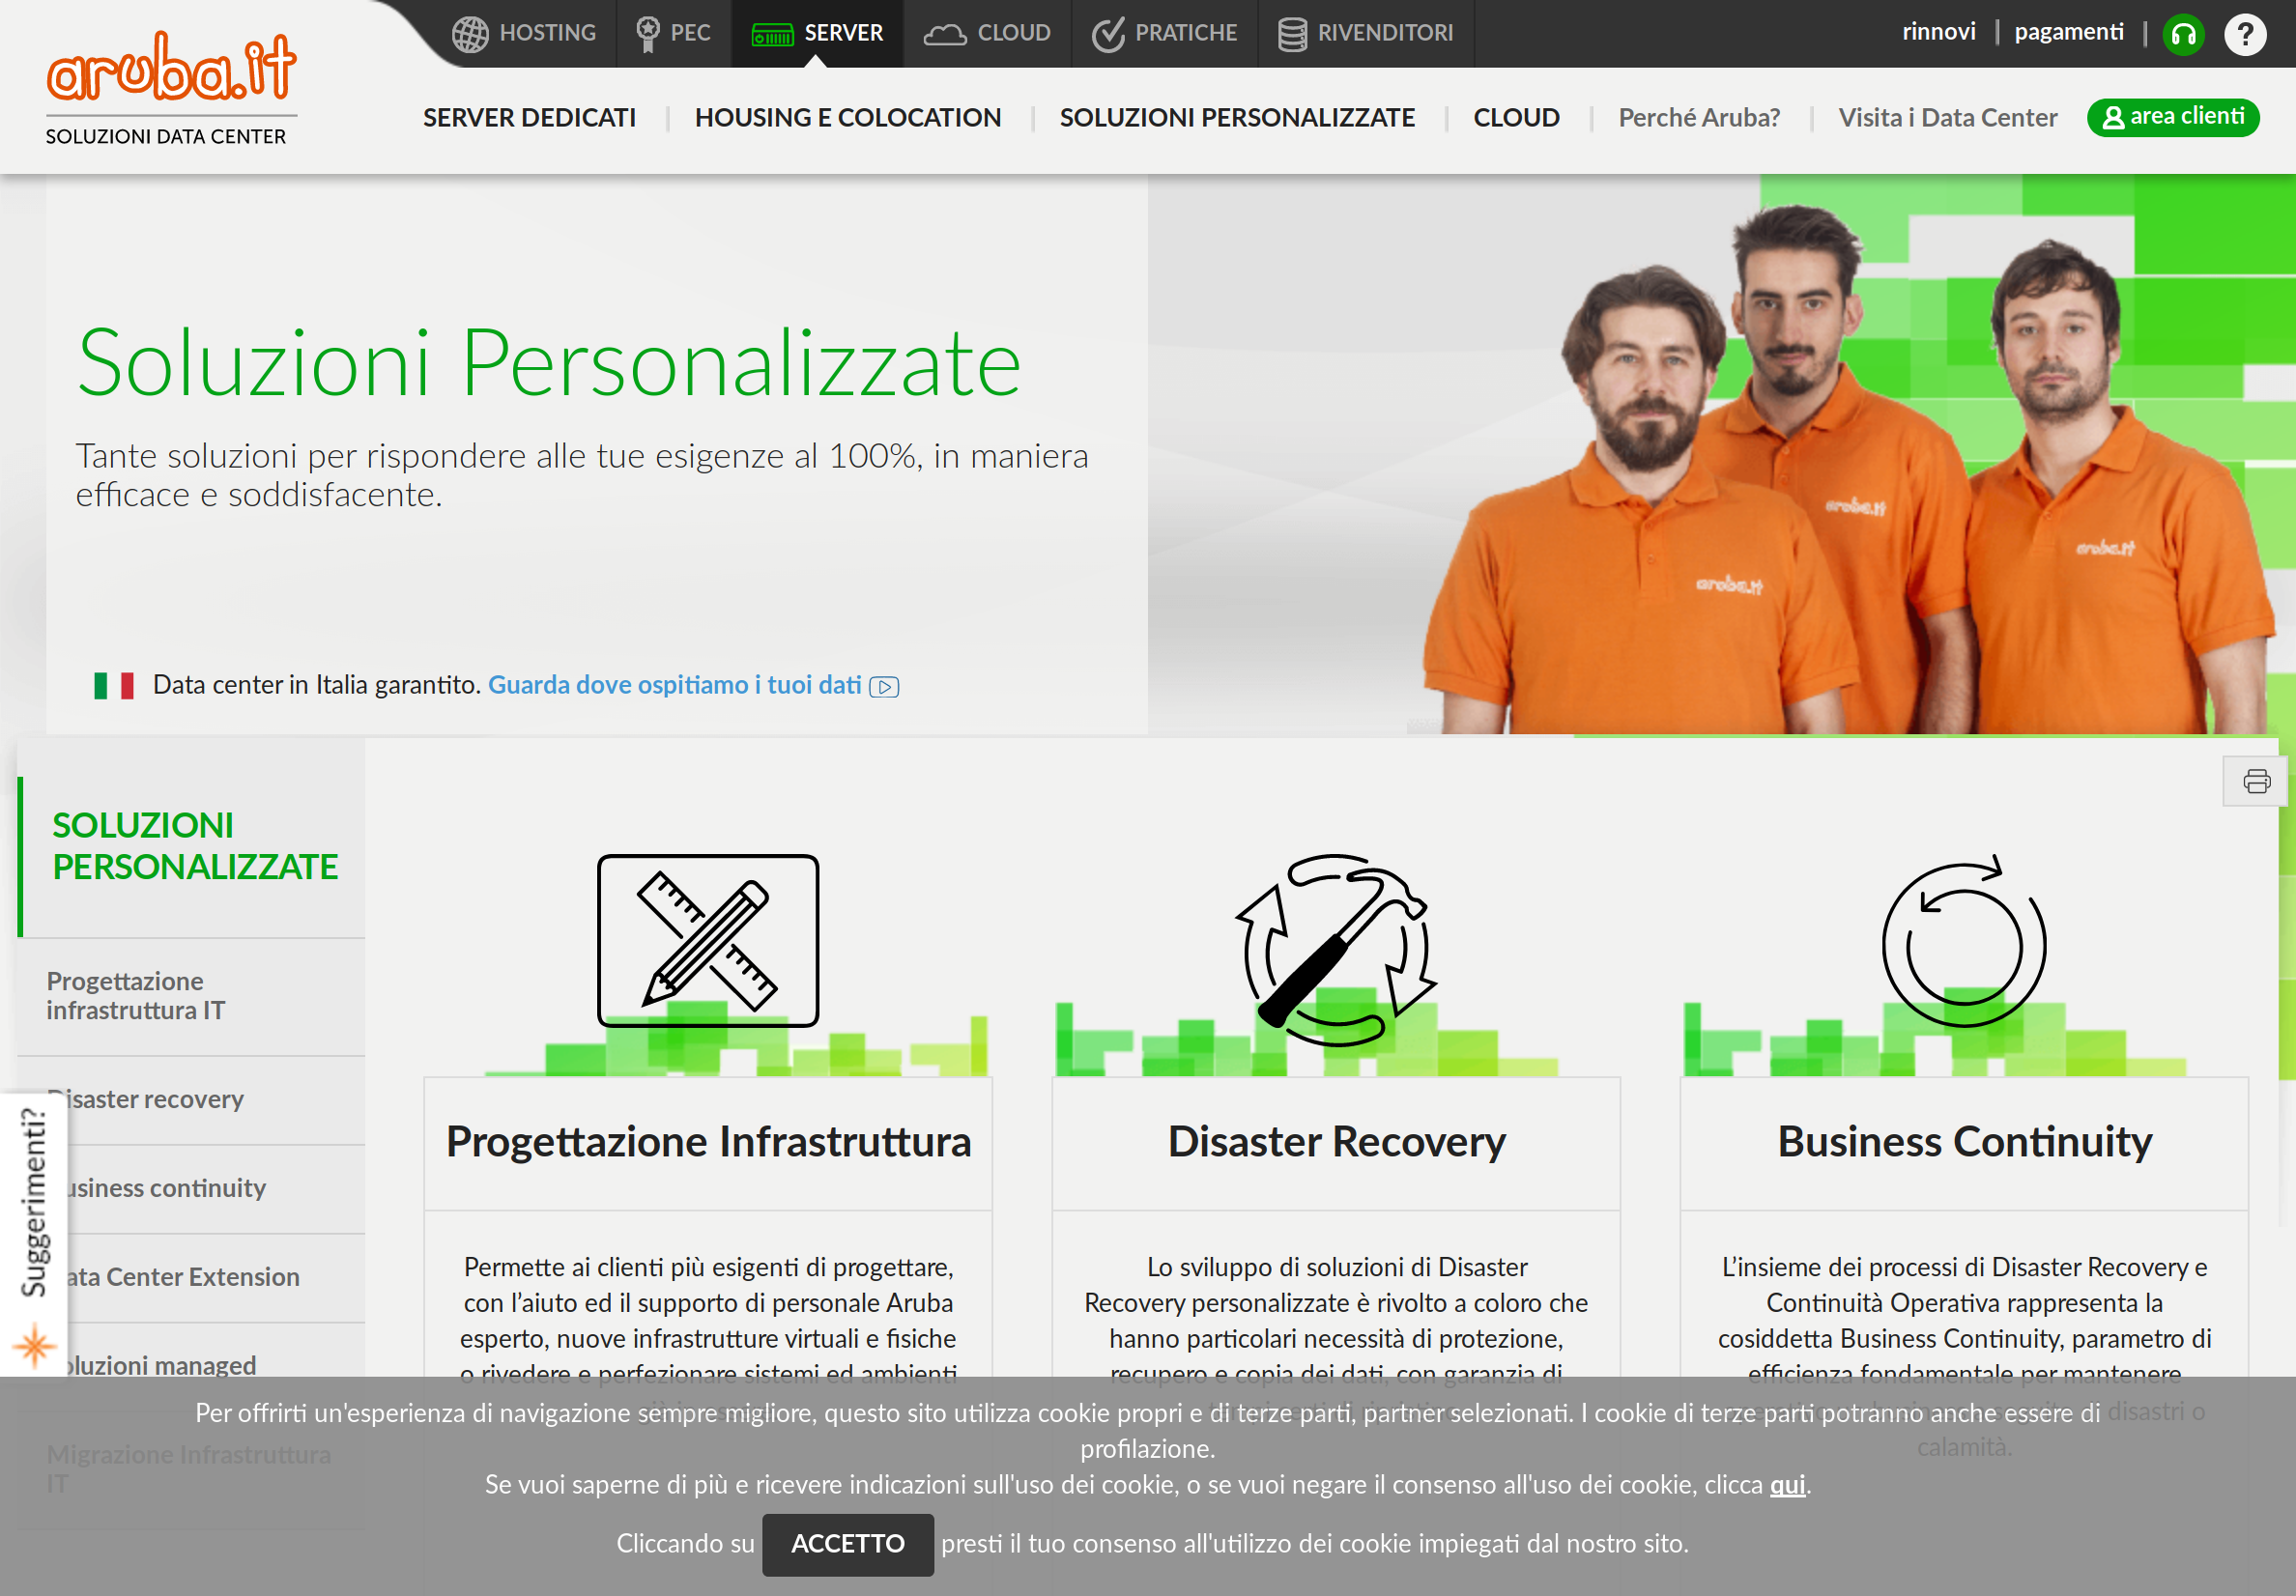 aruba.it
SOLUZIONI DATA CENTER
HOSTING
PEC
SERVER
CLOUD
PRATICHE
RIVENDITORI
rinnovi
pagamenti
?
SERVER DEDICATI
HOUSING E COLOCATION
SOLUZIONI PERSONALIZZATE
CLOUD
Perché Aruba?
Visita i Data Center
area clienti
Soluzioni Personalizzate
Tante soluzioni per rispondere alle tue esigenze al 100%, in maniera
efficace e soddisfacente.
Data center in Italia garantito. Guarda dove ospitiamo i tuoi dati
aruba.it
aruba.it
aruba.it
SOLUZIONI
PERSONALIZZATE
Progettazione
infrastruttura IT
Disaster recovery
usiness continuity
ata Center Extension
oluzioni managed
Migrazione Infrastruttura
IT
Suggerimenti?
Progettazione Infrastruttura
Permette ai clienti più esigenti di progettare,
con l’aiuto ed il supporto di personale Aruba
esperto, nuove infrastrutture virtuali e fisiche
o rivedere e perfezionare sistemi ed ambienti
Disaster Recovery
Lo sviluppo di soluzioni di Disaster
Recovery personalizzate è rivolto a coloro che
hanno particolari necessità di protezione,
recupero e copia dei dati, con garanzia di
Business Continuity
L’insieme dei processi di Disaster Recovery e
Continuità Operativa rappresenta la
cosiddetta Business Continuity, parametro di
efficienza fondamentale per mantenere
disastri o
calamità.
Per offrirti un'esperienza di navigazione sempre migliore, questo sito utilizza cookie propri e di terze parti, partner selezionati. I cookie di terze parti potranno anche essere di
profilazione.
Se vuoi saperne di più e ricevere indicazioni sull'uso dei cookie, o se vuoi negare il consenso all'uso dei cookie, clicca qui.
Cliccando su ACCETTO presti il tuo consenso all'utilizzo dei cookie impiegati dal nostro sito.